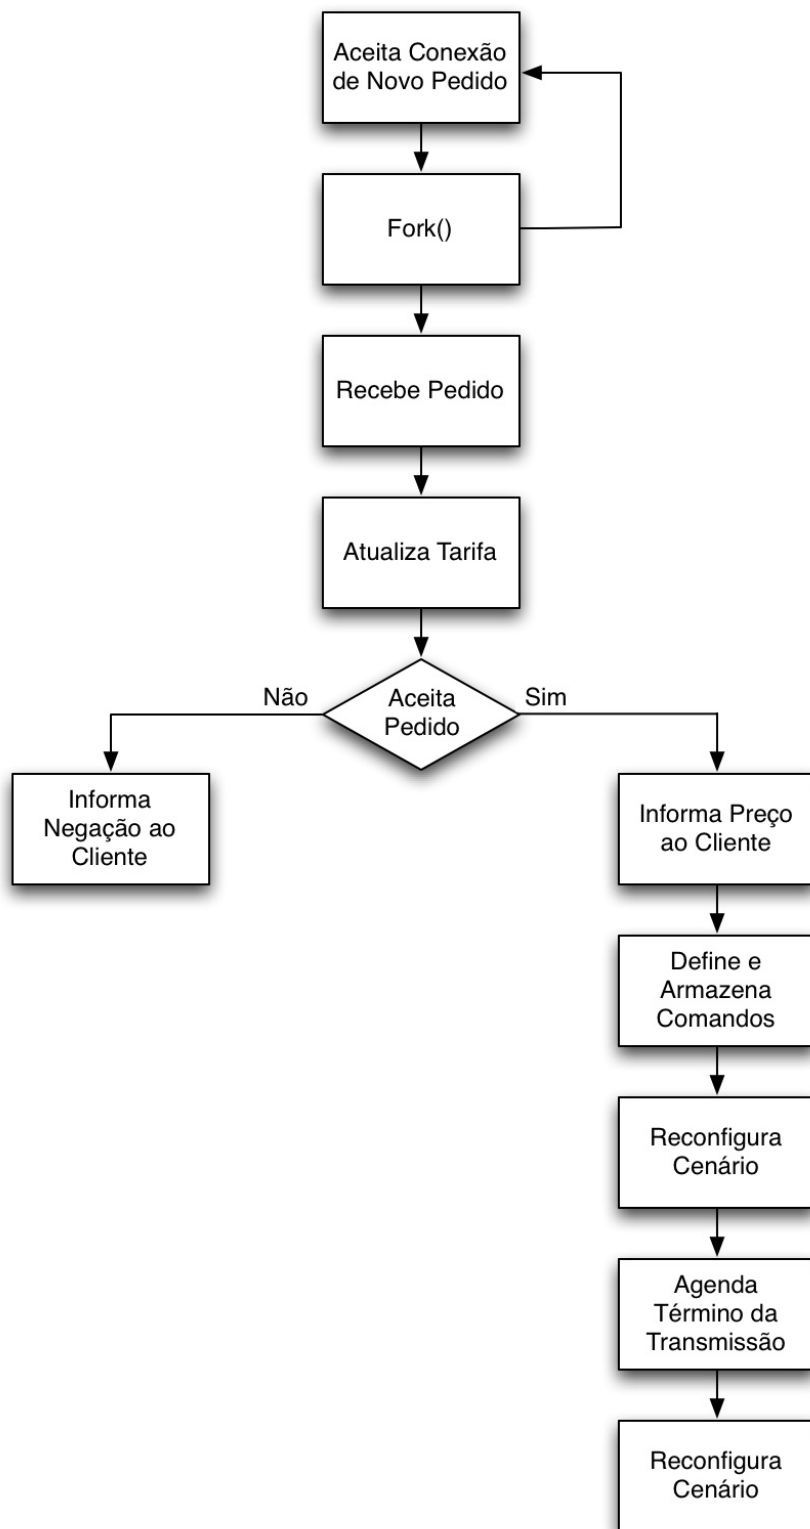 Aceita Conexão
de Novo Pedido
Fork()
Recebe Pedido
Atualiza Tarifa
Não
Aceita
Pedido
Sim
Informa
Negação ao
Cliente
Informa Preço
ao Cliente
Define e
Armazena
Comandos
Reconfigura
Cenário
Agenda
Término da
Transmissão
Reconfigura
Cenário